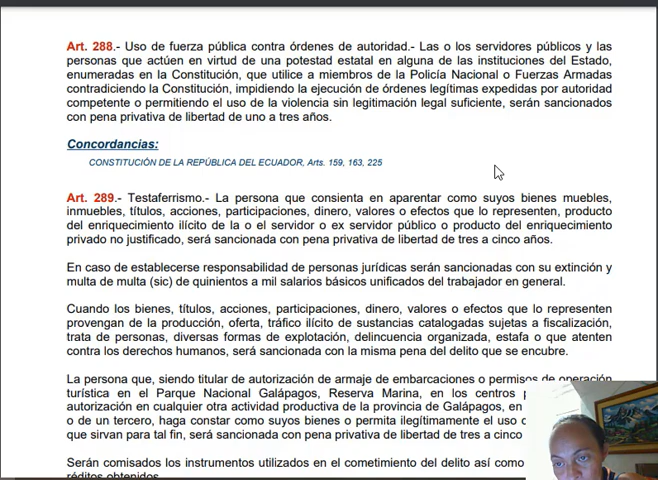 Art. 288.- Uso de fuerza pública contra órdenes de autoridad.- Las o los servidores públicos y las
personas que actúen en virtud de una potestad estatal en alguna de las instituciones del Estado,
enumeradas en la Constitución, que utilice a miembros de la Policía Nacional o Fuerzas Armadas
contradiciendo la Constitución, impidiendo la ejecución de órdenes legítimas expedidas por autoridad
competente o permitiendo el uso de la violencia sin legitimación legal suficiente, serán sancionados
con pena privativa de libertad de uno a tres años.
Concordancias:
CONSTITUCIÓN DE LA REPÚBLICA DEL ECUADOR, Arts. 159, 163, 225
Art. 289.- Testaferrismo.- La persona que consienta en aparentar como suyos bienes muebles,
inmuebles, títulos, acciones, participaciones, dinero, valores o efectos que lo representen, producto
del enriquecimiento ilícito de la o el servidor o ex servidor público o producto del enriquecimiento
privado no justificado, será sancionada con pena privativa de libertad de tres a cinco años.
En caso de establecerse responsabilidad de personas jurídicas serán sancionadas con su extinción y
multa de multa (sic) de quinientos a mil salarios básicos unificados del trabajador en general.
Cuando los bienes, títulos, acciones, participaciones, dinero, valores o efectos que lo representen
provengan de la producción, oferta, tráfico ilícito de sustancias catalogadas sujetas a fiscalización,
trata de personas, diversas formas de explotación, delincuencia organizada, estafa o que atenten
contra los derechos humanos, será sancionada con la misma pena del delito que se encubre.
La persona que, siendo titular de autorización de armaje de embarcaciones o permisos de operación
turística en el Parque Nacional Galápagos, Reserva Marina, en los centros
autorización en cualquier otra actividad productiva de la provincia de Galápagos, en
o de un tercero, haga constar como suyos bienes o permita ilegítimamente el uso
que sirvan para tal fin, será sancionada con pena privativa de libertad de tres a cinco
Serán comisados los instrumentos utilizados en el cometimiento del delito así como
réditos obtenidos.